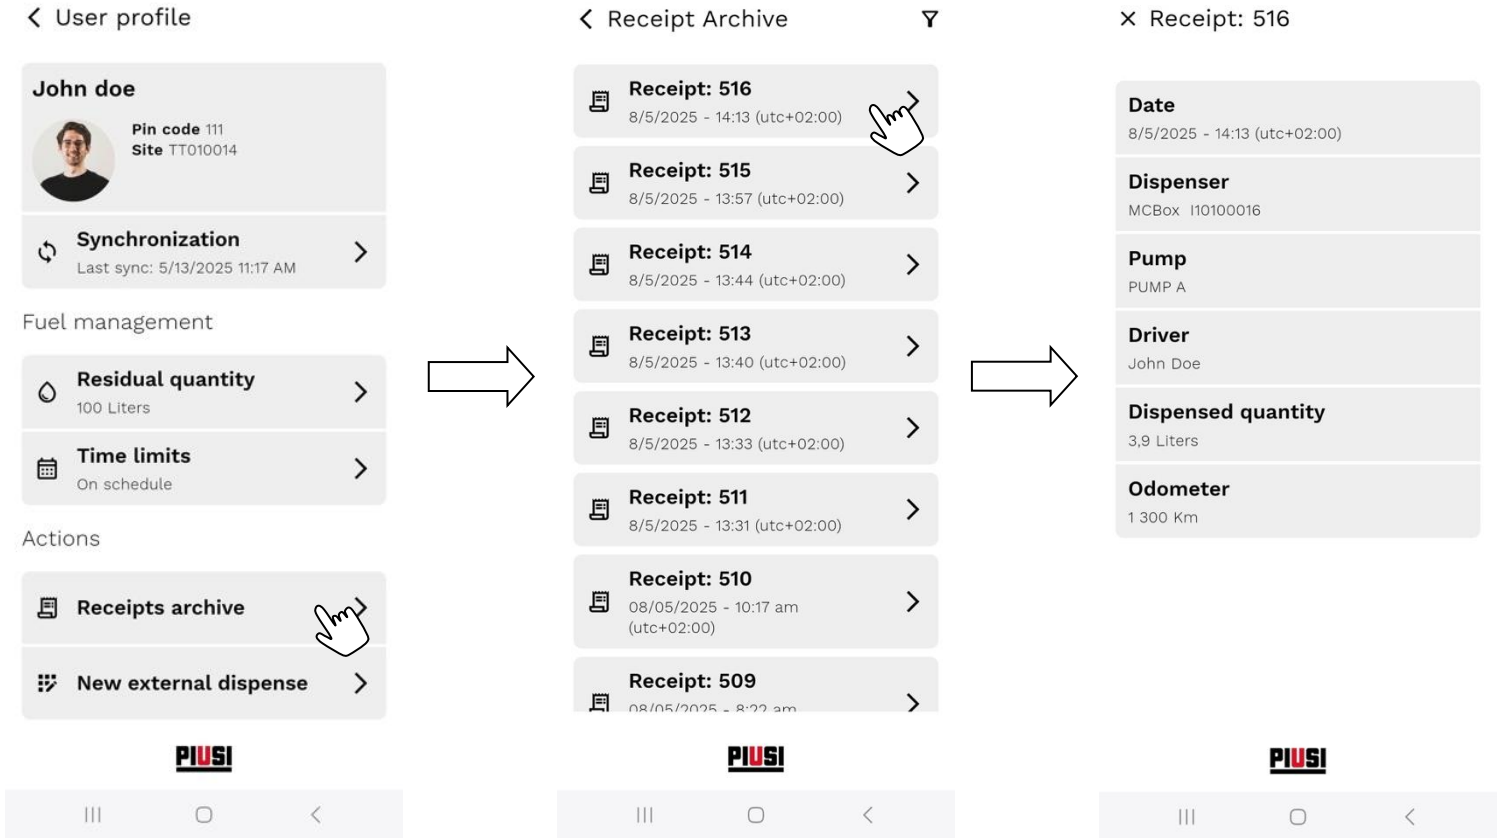 User profile
John doe
Pin code 111
Site TT010014
Synchronization
Last sync: 5/13/2025 11:17 AM
Fuel management
Residual quantity
100 Liters
Time limits
On schedule
Actions
Receipts archive
New external dispense
PIUSI
Receipt Archive
Receipt: 516
8/5/2025 - 14:13 (utc+02:00)
Receipt: 515
8/5/2025 - 13:57 (utc+02:00)
Receipt: 514
8/5/2025 - 13:44 (utc+02:00)
Receipt: 513
8/5/2025 - 13:40 (utc+02:00)
Receipt: 512
8/5/2025 - 13:33 (utc+02:00)
Receipt: 511
8/5/2025 - 13:31 (utc+02:00)
Receipt: 510
08/05/2025 - 10:17 am
(utc+02:00)
Receipt: 509
08/05/2025 - 8:22 am
PIUSI
Receipt: 516
Date
8/5/2025 - 14:13 (utc+02:00)
Dispenser
MCBox I10100016
Pump
PUMP A
Driver
John Doe
Dispensed quantity
3,9 Liters
Odometer
1 300 Km
PIUSI